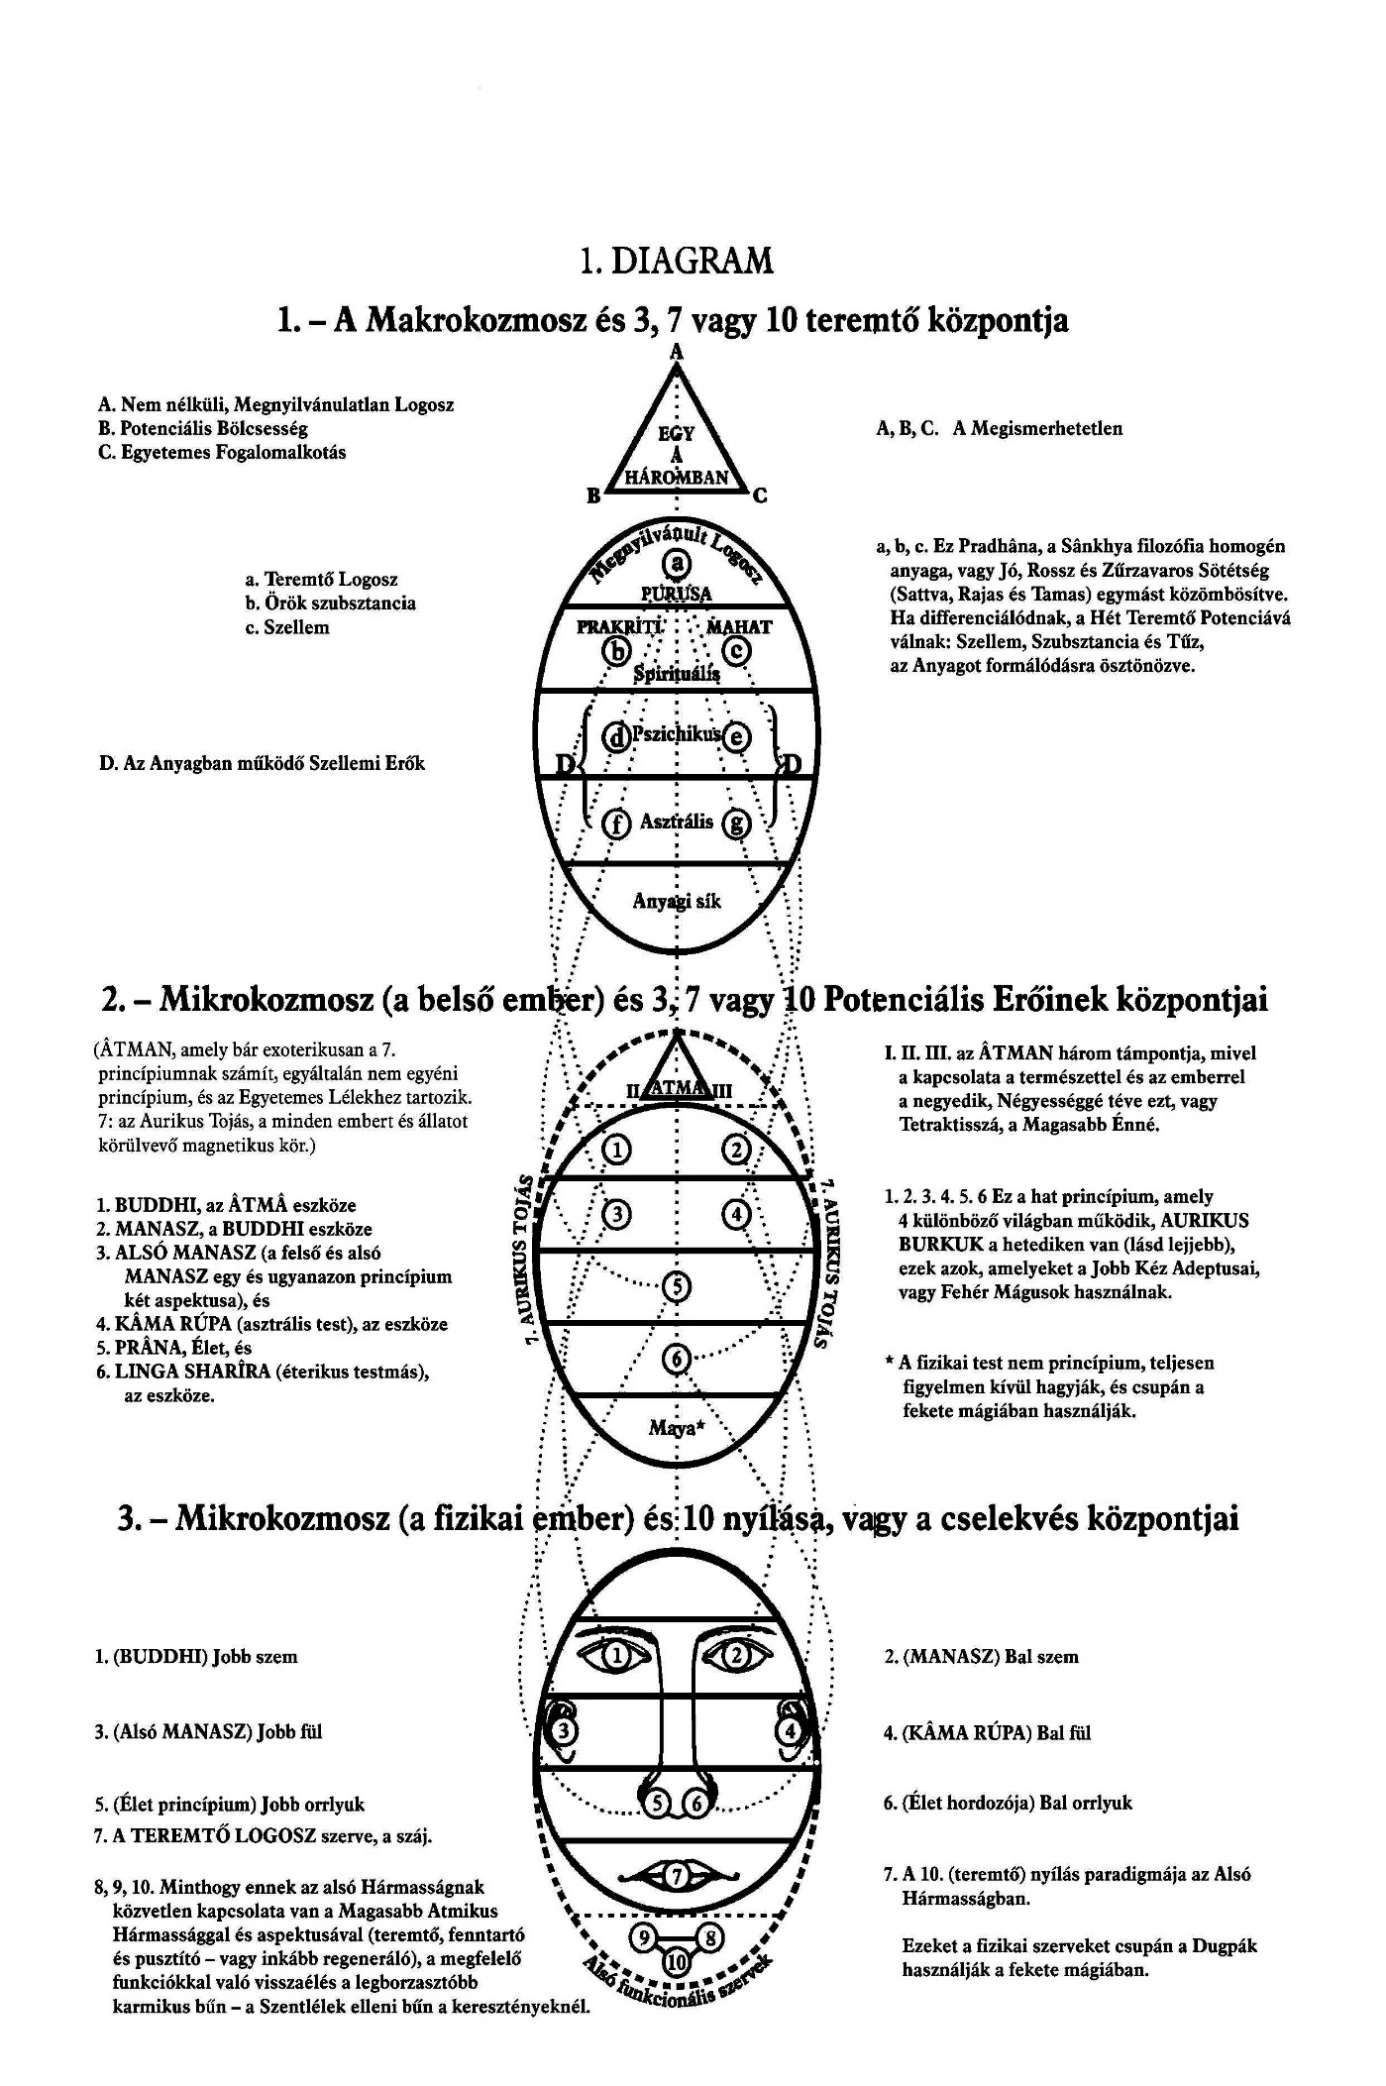 1. DIAGRAM
1. – A Makrokozmosz és 3, 7 vagy 10 teremtő központja
A
A. Nem nélküli, Megnyilvánulatlan Logosz
B. Potenciális Bölcsesség
C. Egyetemes Fogalomalkotás
EGY
A
HÁROMBAN
B
C
A, B, C. A Megismerhetetlen
Megnyilvánult Logosz
a
PURUSA
PRAKRITI
MAHAT
b
c
Spirituális
d
Pszichikus
e
D
D
f
Asztrális
g
Anyagi sík
a. Teremtő Logosz
b. Örök szubsztancia
c. Szellem
D. Az Anyagban működő Szellemi Erők
a, b, c. Ez Pradhâna, a Sânkhya filozófia homogén
anyaga, vagy Jó, Rossz és Zűrzavaros Sötétség
(Sattva, Rajas és Tamas) egymást közömbösítve.
Ha differenciálódnak, a Hét Teremtő Potenciává
válnak: Szellem, Szubsztancia és Tűz,
az Anyagot formálódásra ösztönözve.
2. – Mikrokozmosz (a belső ember) és 3, 7 vagy 10 Potenciális Erőinek központjai
(ÂTMAN, amely bár exoterikusan a 7.
princípiumnak számít, egyáltalán nem egyéni
princípium, és az Egyetemes Lélekhez tartozik.
7: az Aurikus Tojás, a minden embert és állatot
körülvevő magnetikus kör.)
1. BUDDHI, az ÂTMÂ eszköze
2. MANASZ, a BUDDHI eszköze
3. ALSÓ MANASZ (a felső és alsó
MANASZ egy és ugyanazon princípium
két aspektusa), és
4. KÂMA RÚPA (asztrális test), az eszköze
5. PRÂNA, Élet, és
6. LINGA SHARÎRA (éterikus testmás),
az eszköze.
II
ATMA
III
1
2
3
4
5
6
Maya*
7. AURIKUS TOJÁS
7. AURIKUS TOJÁS
I. II. III. az ÂTMAN három támpontja, mivel
a kapcsolata a természettel és az emberrel
a negyedik, Négyességgé téve ezt, vagy
Tetraktisszá, a Magasabb Énné.
1. 2. 3. 4. 5. 6 Ez a hat princípium, amely
4 különböző világban működik, AURIKUS
BURKUK a hetediken van (lásd lejjebb),
ezek azok, amelyeket a Jobb Kéz Adeptusai,
vagy Fehér Mágusok használnak.
* A fizikai test nem princípium, teljesen
figyelmen kívül hagyják, és csupán a
fekete mágiában használják.
3. – Mikrokozmosz (a fizikai ember) és 10 nyílása, vagy a cselekvés központjai
1. (BUDDHI) Jobb szem
3. (Alsó MANASZ) Jobb fül
5. (Élet princípium) Jobb orrlyuk
7. A TEREMTŐ LOGOSZ szerve, a száj.
8, 9, 10. Minthogy ennek az alsó Hármasságnak
közvetlen kapcsolata van a Magasabb Atmikus
Hármassággal és aspektusával (teremtő, fenntartó
és pusztító – vagy inkább regeneráló), a megfelelő
funkciókkal való visszaélés a legborzasztóbb
karmikus bűn – a Szentlélek elleni bűn a keresztényeknél.
1
2
3
4
5
6
7
9
8
10
Alsó funkcionális szervek
2. (MANASZ) Bal szem
4. (KÂMA RÚPA) Bal fül
6. (Élet hordozója) Bal orrlyuk
7. A 10. (teremtő) nyílás paradigmája az Alsó
Hármasságban.
Ezeket a fizikai szerveket csupán a Dugpák
használják a fekete mágiában.